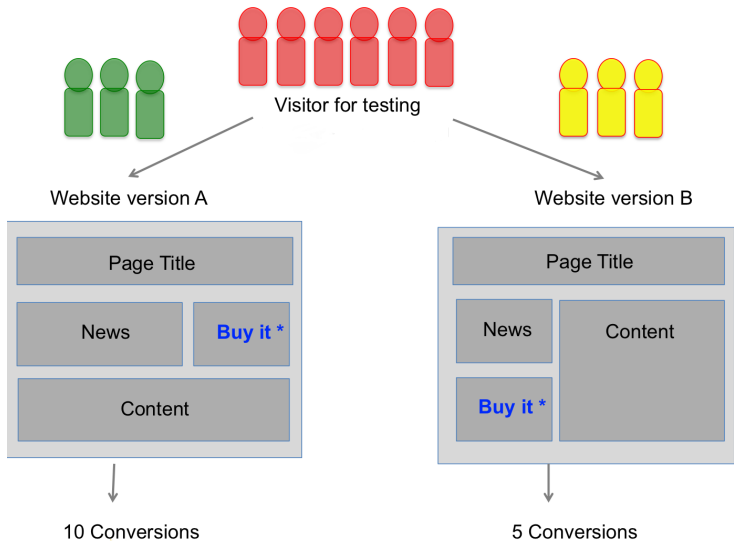 Visitor for testing
Website version A
Website version B
Page Title
News
Buy it *
Content
Page Title
News
Content
Buy it *
10 Conversions
5 Conversions